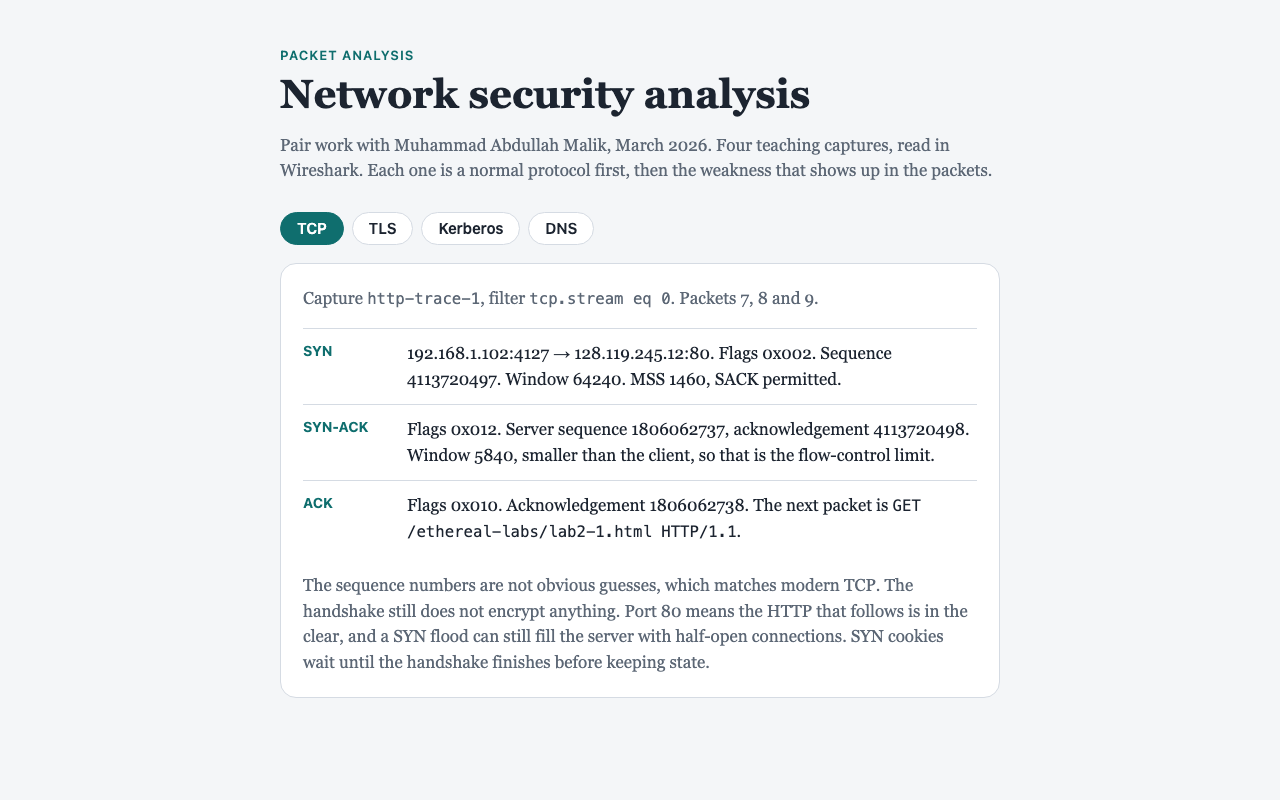 PACKET ANALYSIS
Network security analysis
Pair work with Muhammad Abdullah Malik, March 2026. Four teaching captures, read in
Wireshark. Each one is a normal protocol first, then the weakness that shows up in the packets.
TCP
TLS
Kerberos
DNS
Capture http-trace-1, filter tcp.stream eq 0. Packets 7, 8 and 9.
SYN
192.168.1.102:4127 → 128.119.245.12:80. Flags 0x002. Sequence
4113720497. Window 64240. MSS 1460, SACK permitted.
SYN-ACK
Flags 0x012. Server sequence 1806062737, acknowledgement 4113720498.
Window 5840, smaller than the client, so that is the flow-control limit.
ACK
Flags 0x010. Acknowledgement 1806062738. The next packet is GET
/ethereal-labs/lab2-1.html HTTP/1.1.
The sequence numbers are not obvious guesses, which matches modern TCP. The
handshake still does not encrypt anything. Port 80 means the HTTP that follows is in the
clear, and a SYN flood can still fill the server with half-open connections. SYN cookies
wait until the handshake finishes before keeping state.